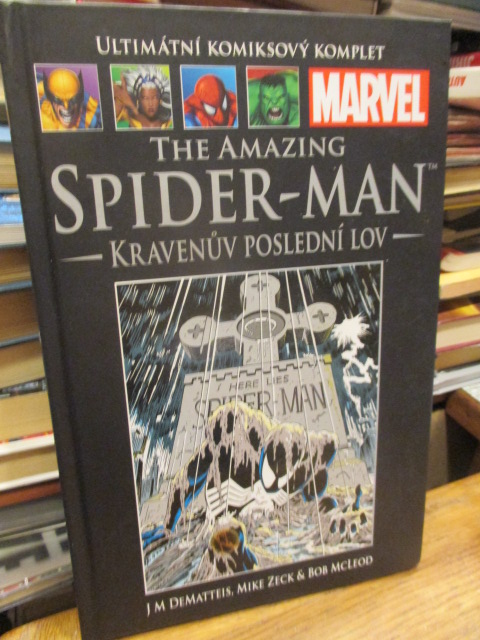 ULTIMÁTNÍ KOMIKSOVÝ KOMPLET
MARVEL
THE AMAZING
SPIDER-MAN™
KRAVENŮV POSLEDNÍ LOV
HERE LIES
SPIDER-MAN
J M DEMATTEIS, MIKE ZECK & BOB MCLEOD